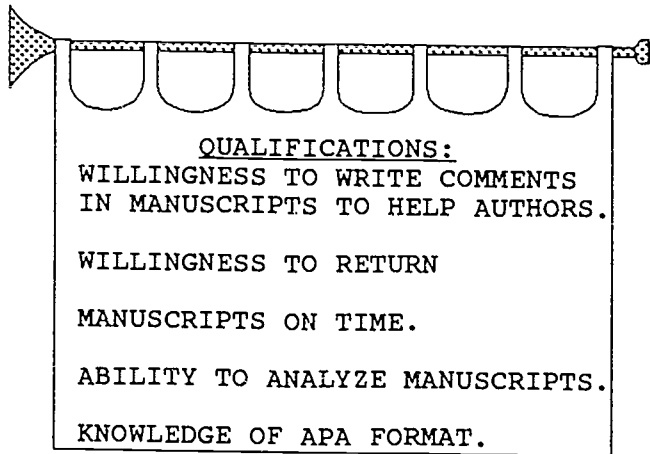 QUALIFICATIONS:
WILLINGNESS TO WRITE COMMENTS
IN MANUSCRIPTS TO HELP AUTHORS.
WILLINGNESS TO RETURN
MANUSCRIPTS ON TIME.
ABILITY TO ANALYZE MANUSCRIPTS.
KNOWLEDGE OF APA FORMAT.